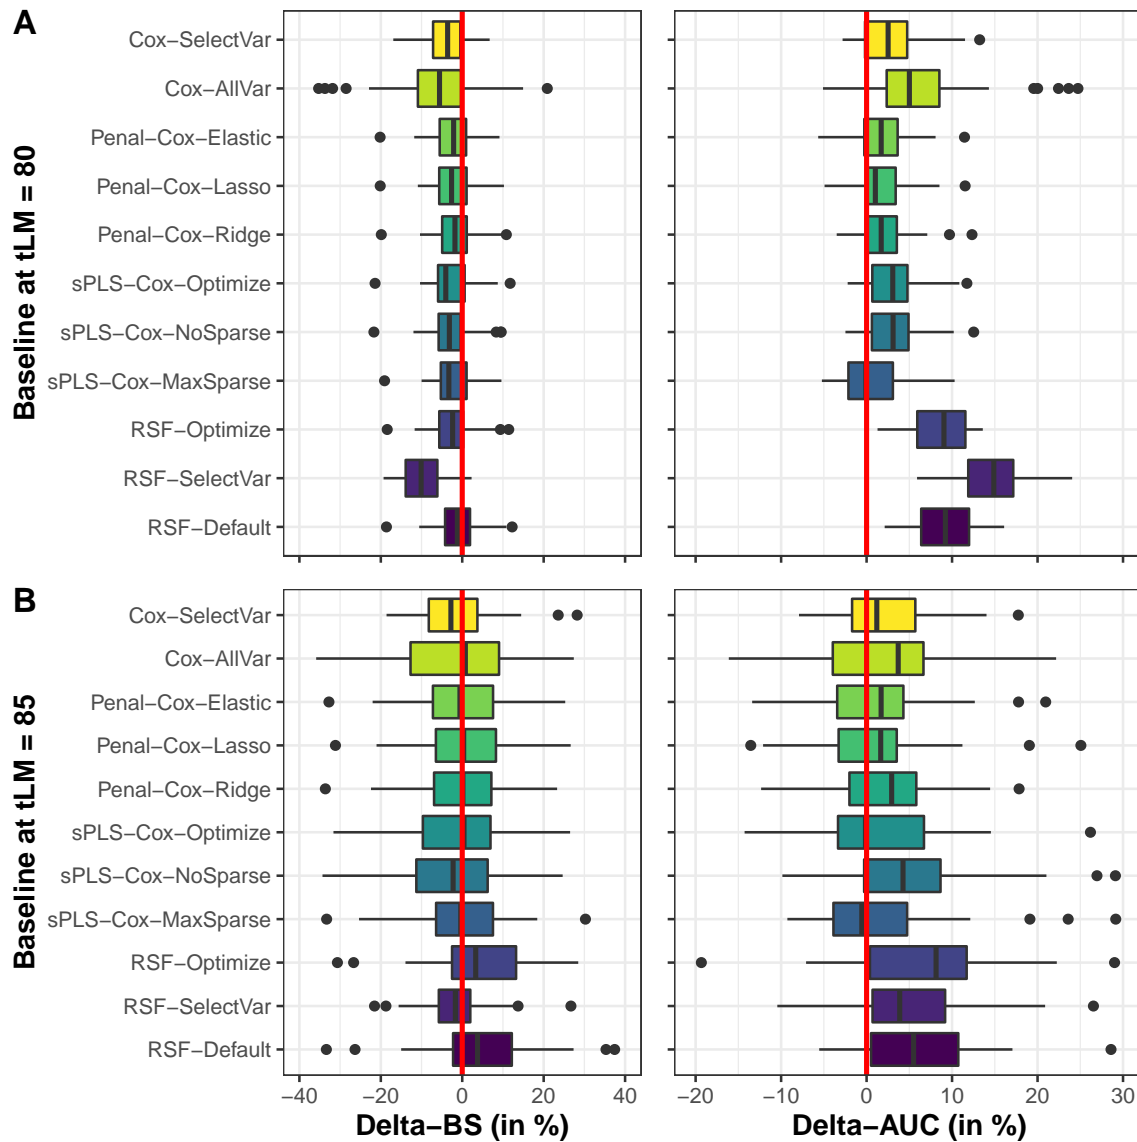 A
Baseline at tLM = 80
Cox−SelectVar
Cox−AllVar
Penal−Cox−Elastic
Penal−Cox−Lasso
Penal−Cox−Ridge
sPLS−Cox−Optimize
sPLS−Cox−NoSparse
sPLS−Cox−MaxSparse
RSF−Optimize
RSF−SelectVar
RSF−Default
B
Baseline at tLM = 85
Cox−SelectVar
Cox−AllVar
Penal−Cox−Elastic
Penal−Cox−Lasso
Penal−Cox−Ridge
sPLS−Cox−Optimize
sPLS−Cox−NoSparse
sPLS−Cox−MaxSparse
RSF−Optimize
RSF−SelectVar
RSF−Default
−40 −20 0 20 40 −20 −10 0 10 20 30
Delta−BS (in %) Delta−AUC (in %)